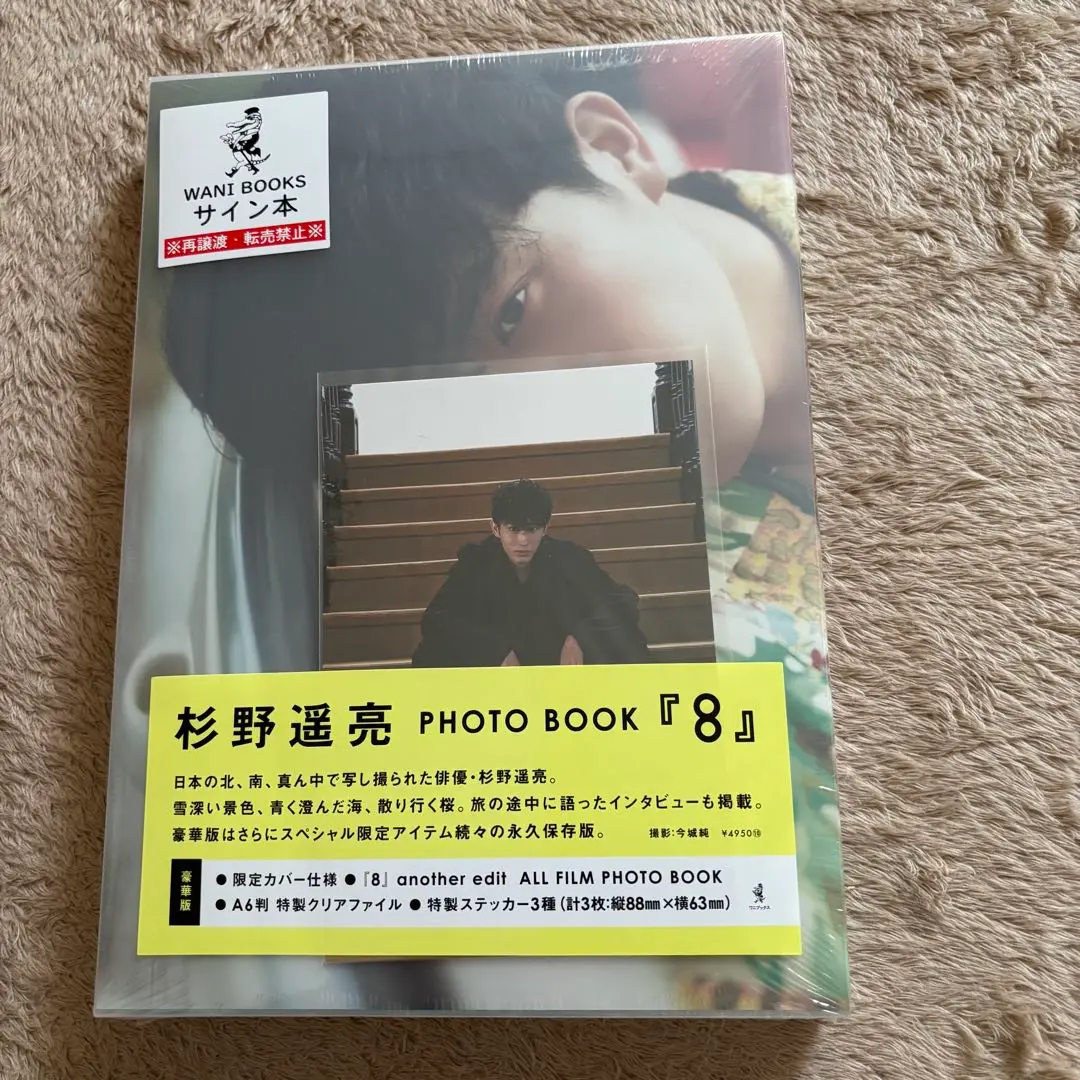 WANI BOOKS
サイン本
※再譲渡・転売禁止※
杉野遥亮 PHOTO BOOK『8』
日本の北、南、真ん中で写し撮られた俳優・杉野遥亮。
雪深い景色、青く澄んだ海、散り行く桜。旅の途中に語ったインタビューも掲載。
豪華版はさらにスペシャル限定アイテム続々の永久保存版。 撮影:今城純 ¥4950⑩
豪華版
●限定カバー仕様 ●『8』another edit ALL FILM PHOTO BOOK
●A6判 特製クリアファイル ●特製ステッカー3種(計3枚:縦88㎜×横63㎜)
ワニブックス